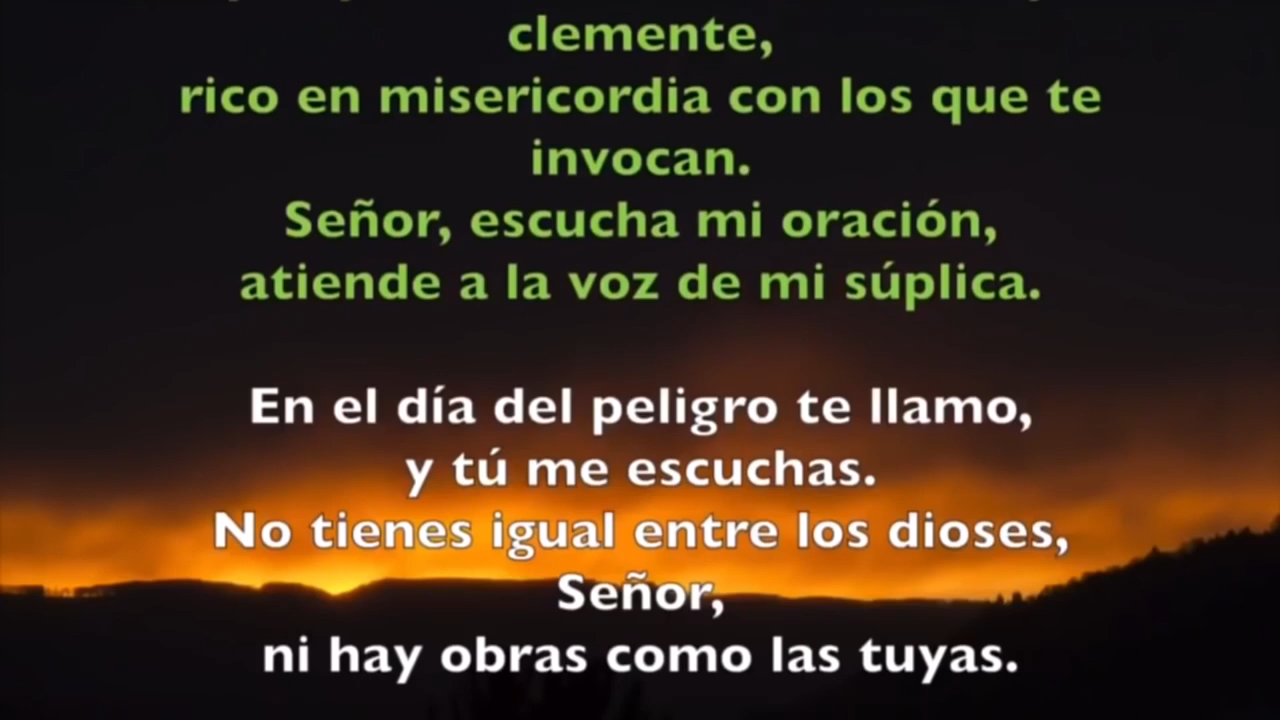 clemente,
rico en misericordia con los que te
invocan.
Señor, escucha mi oración,
atiende a la voz de mi súplica.
En el día del peligro te llamo,
y tú me escuchas.
No tienes igual entre los dioses,
Señor,
ni hay obras como las tuyas.